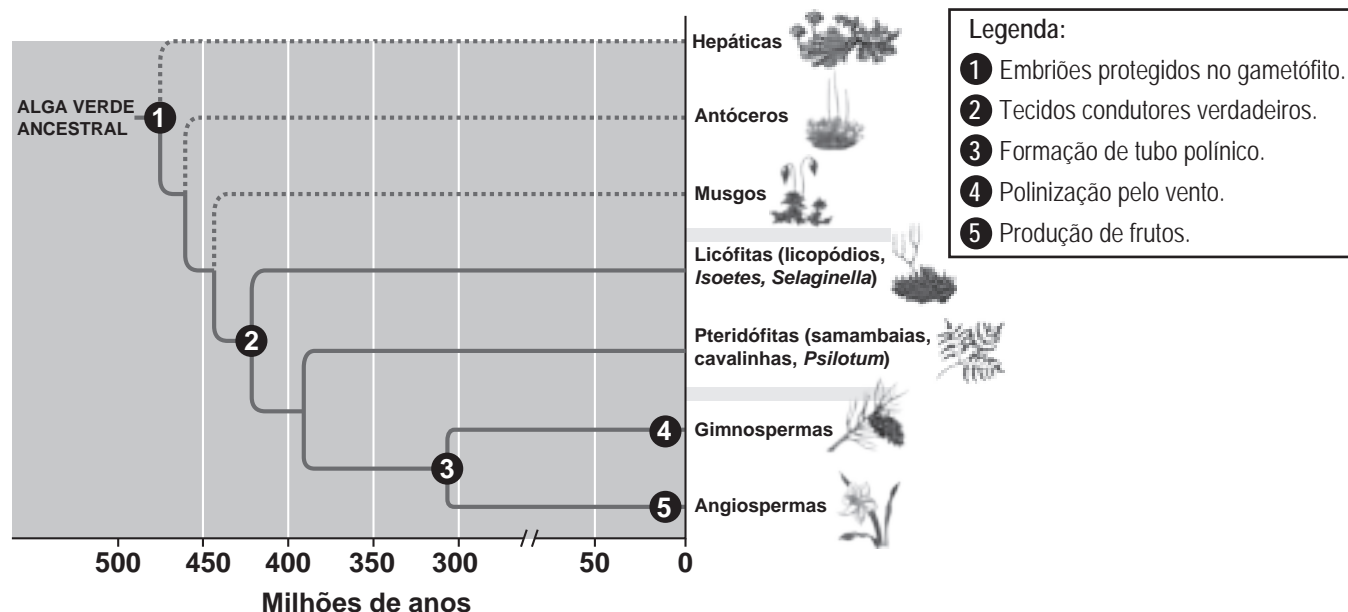 Hepáticas
ALGA VERDE
ANCESTRAL
1
Antóceros
Musgos
Licófitas (licopódios,
Isoetes, Selaginella)
2
Pteridófitas (samambaias,
cavalinhas, Psilotum)
4
Gimnospermas
3
5
Angiospermas
500 450 400 350 300 // 50 0
Milhões de anos
Legenda:
1 Embriões protegidos no gametófito.
2 Tecidos condutores verdadeiros.
3 Formação de tubo polínico.
4 Polinização pelo vento.
5 Produção de frutos.